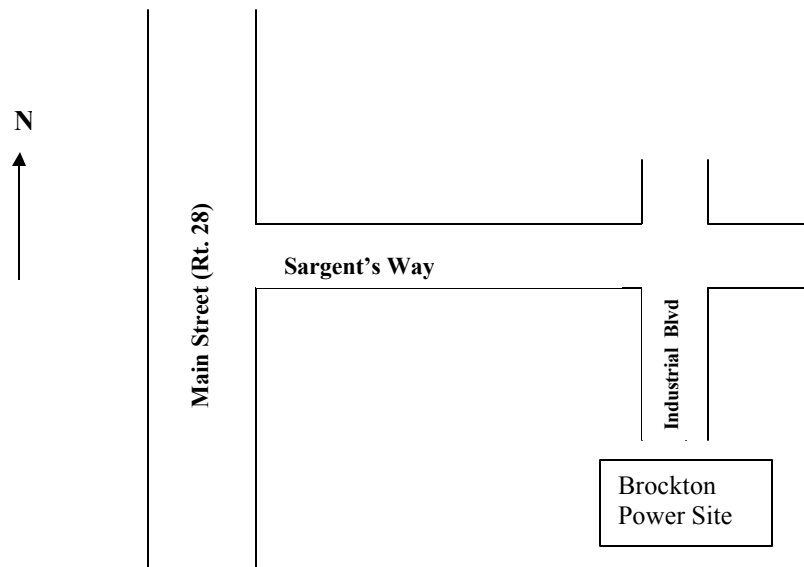 N
Main Street (Rt. 28)
Sargent’s Way
Industrial Blvd
Brockton
Power Site